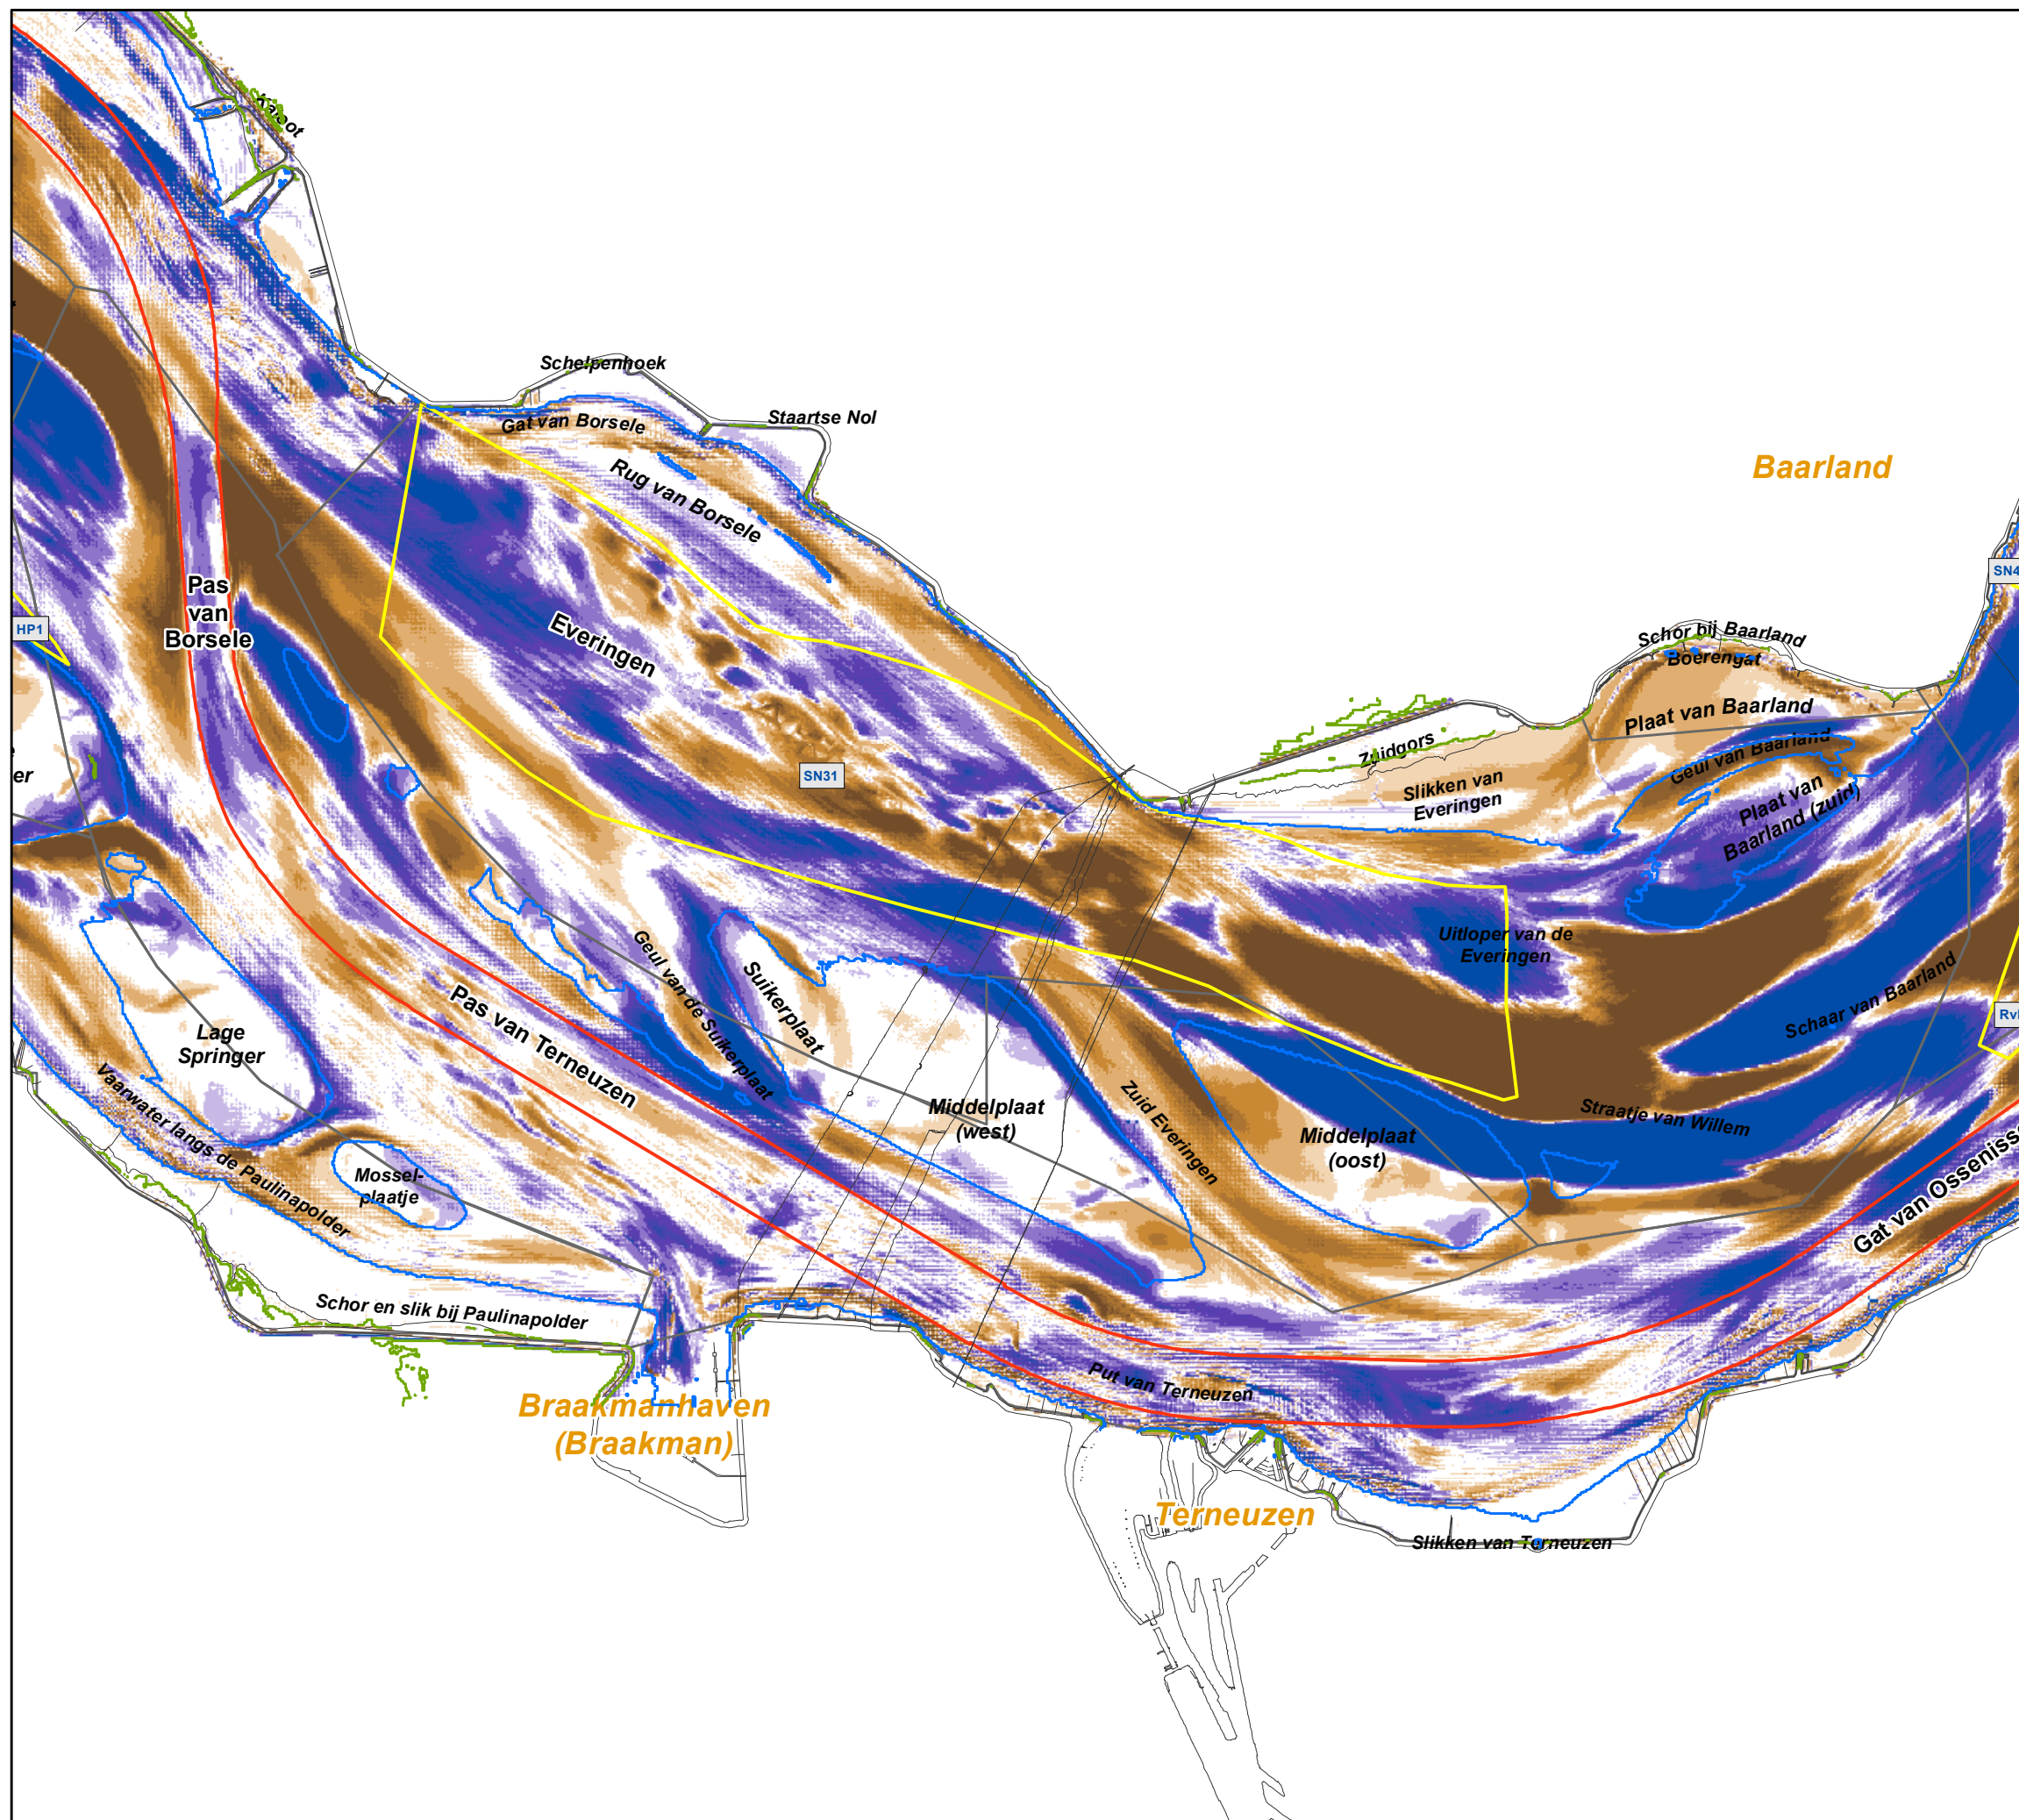 Schelpenhoek
Gat van Borsele
Staartse Nol
Rug van Borsele
Baarland
SN4
HP1
Pas
van
Borsele
Everingen
Schor bij Baarland
Boerengat
Plaat van Baarland
Zuidgors
Geul van Baarland
SN31
Slikken van
Everingen
Plaat van
Baarland (zuid)
er
Uitloper van de
Everingen
Geul van de Suikerplaat
Suikerplaat
Schaar van Baarland
Lage
Springer
Pas van Terneuzen
Vaarwater langs de Paulinapolder
Middelplaat
(west)
Zuid Everingen
Middelplaat
(oost)
Straatje van Willem
Mossel-
plaatje
Gat van Ossenisse
Schor en slik bij Paulinapolder
Put van Terneuzen
Braakmanhaven
(Braakman)
Terneuzen
Slikken van Terneuzen